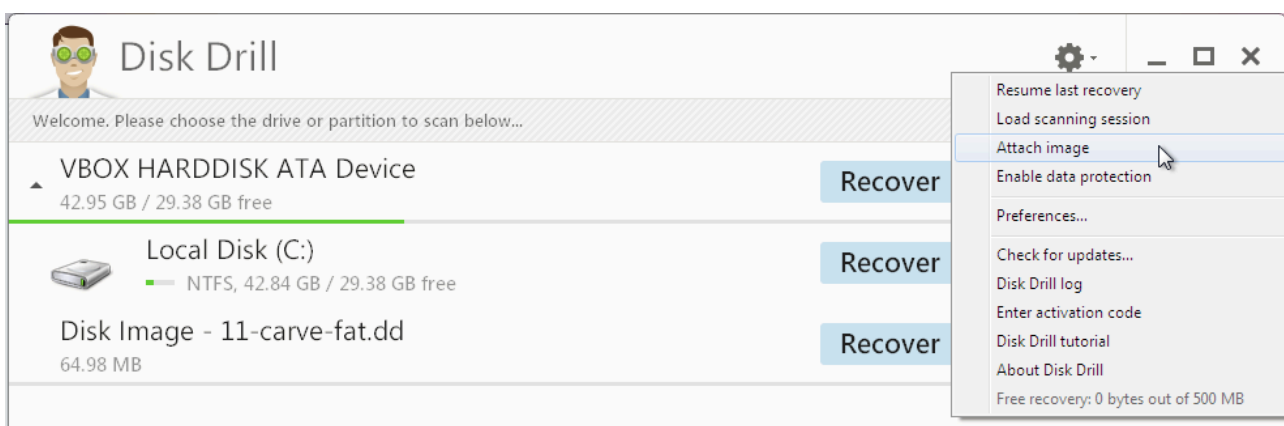 Disk Drill
Welcome. Please choose the drive or partition to scan below...
VBOX HARDDISK ATA Device
42.95 GB / 29.38 GB free
Recover
Local Disk (C:)
NTFS, 42.84 GB / 29.38 GB free
Recover
Disk Image - 11-carve-fat.dd
64.98 MB
Recover
Resume last recovery
Load scanning session
Attach image
Enable data protection
Preferences...
Check for updates...
Disk Drill log
Enter activation code
Disk Drill tutorial
About Disk Drill
Free recovery: 0 bytes out of 500 MB